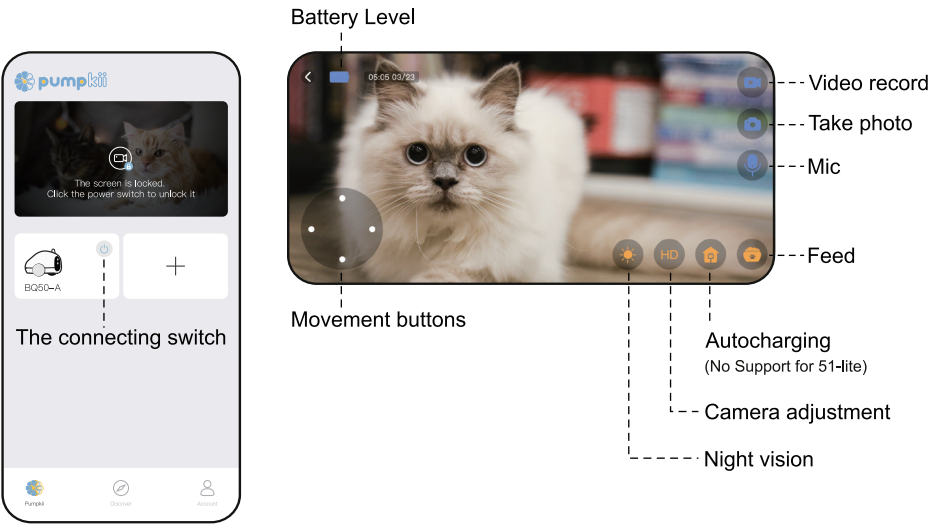 Battery Level
pumpkii
The screen is locked.
Click the power switch to unlock it
BQ50-A
The connecting switch
Pumpkii
Discover
Account
05:05 03/23
Video record
Take photo
Mic
HD
Feed
Movement buttons
Autocharging
(No Support for 51-lite)
Camera adjustment
Night vision